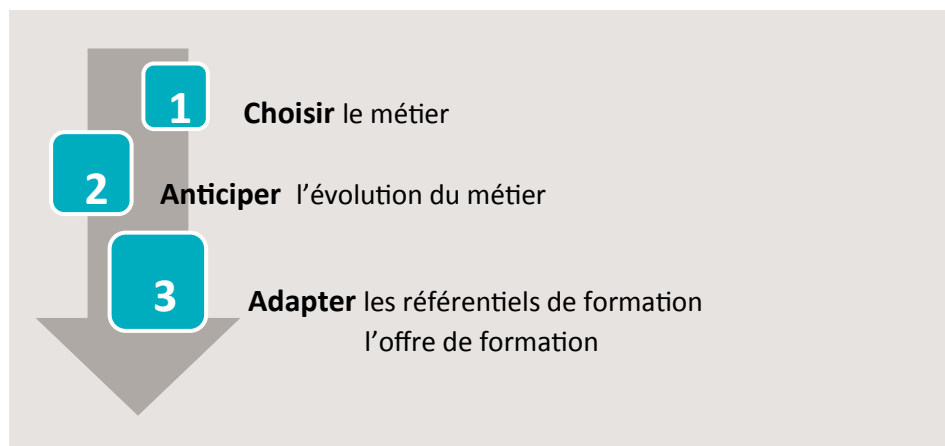 1 Choisir le métier
2 Anticiper l’évolution du métier
3 Adapter les référentiels de formation
l’offre de formation